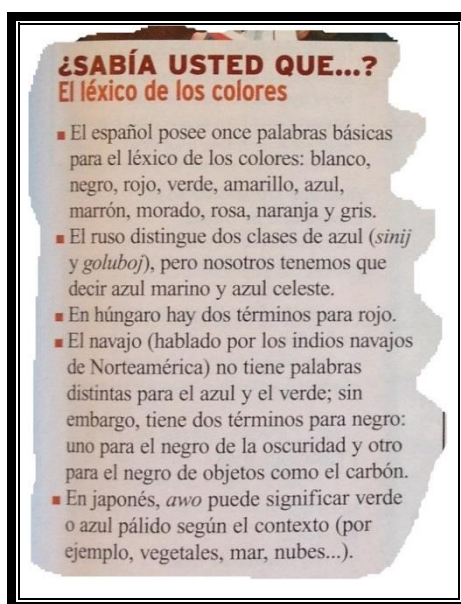 ¿SABÍA USTED QUE...?
El léxico de los colores
▪ El español posee once palabras básicas
para el léxico de los colores: blanco,
negro, rojo, verde, amarillo, azul,
marrón, morado, rosa, naranja y gris.
▪ El ruso distingue dos clases de azul (sinij
y goluboj), pero nosotros tenemos que
decir azul marino y azul celeste.
▪ En húngaro hay dos términos para rojo.
▪ El navajo (hablado por los indios navajos
de Norteamérica) no tiene palabras
distintas para el azul y el verde; sin
embargo, tiene dos términos para negro:
uno para el negro de la oscuridad y otro
para el negro de objetos como el carbón.
▪ En japonés, awo puede significar verde
o azul pálido según el contexto (por
ejemplo, vegetales, mar, nubes...).